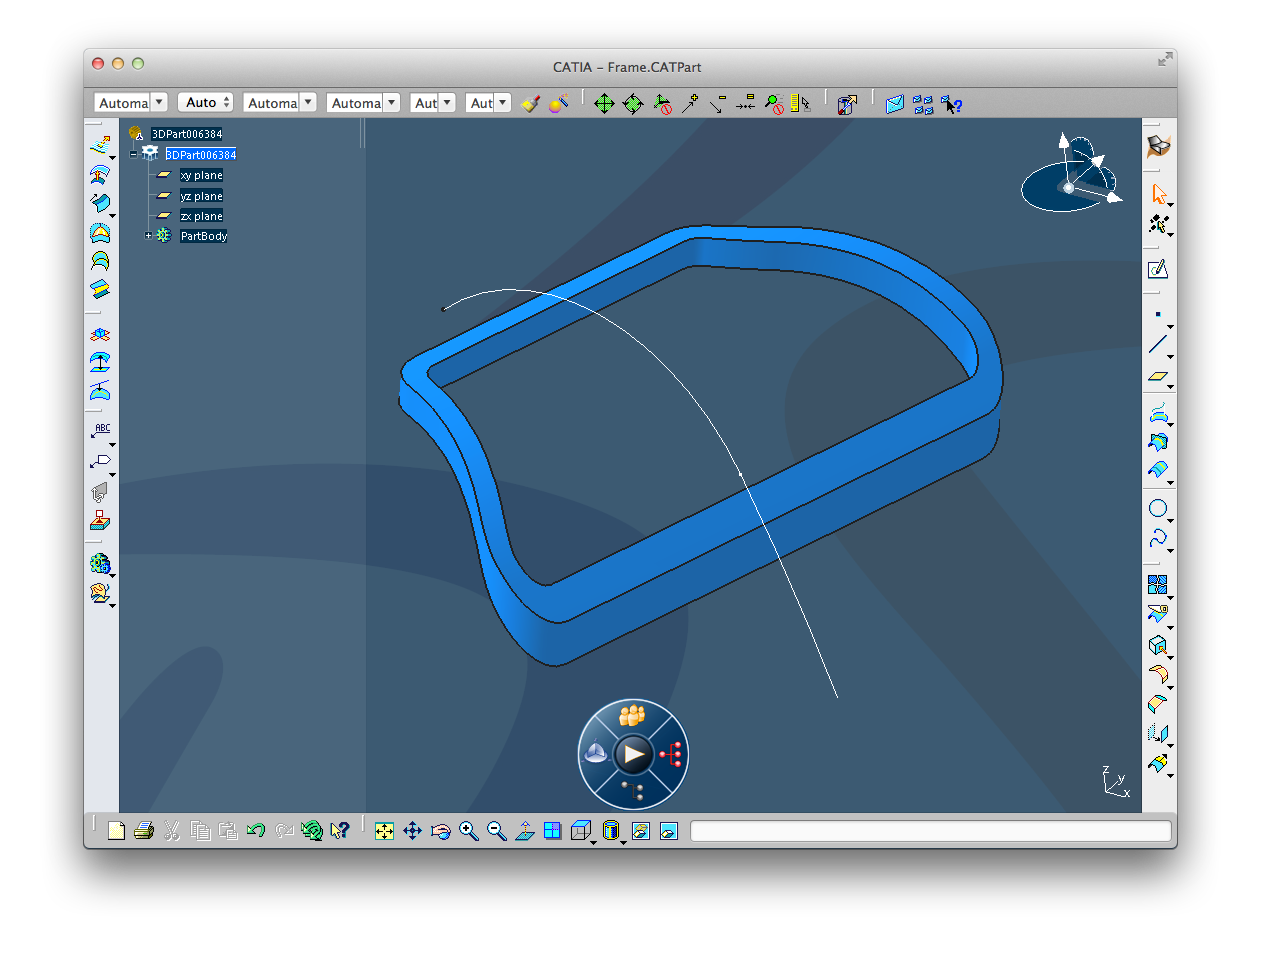 CATIA – Frame.CATPart
Automa Auto Automa Automa Aut Aut
3DPart006384
3DPart006384
xy plane
yz plane
zx plane
PartBody
ABC
z
y
x